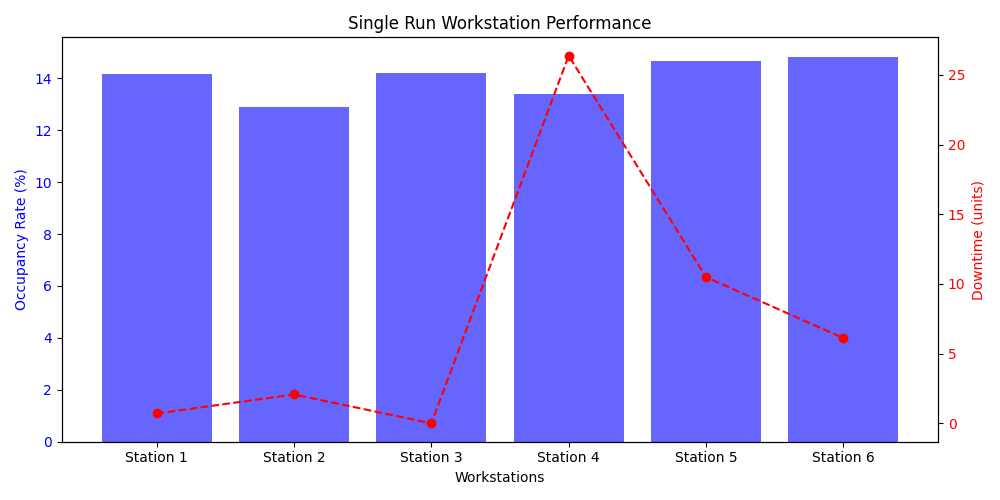 Single Run Workstation Performance
Occupancy Rate (%)
14
12
10
8
6
4
2
0
25
20
15
10
5
0
Downtime (units)
Station 1 Station 2 Station 3 Station 4 Station 5 Station 6
Workstations